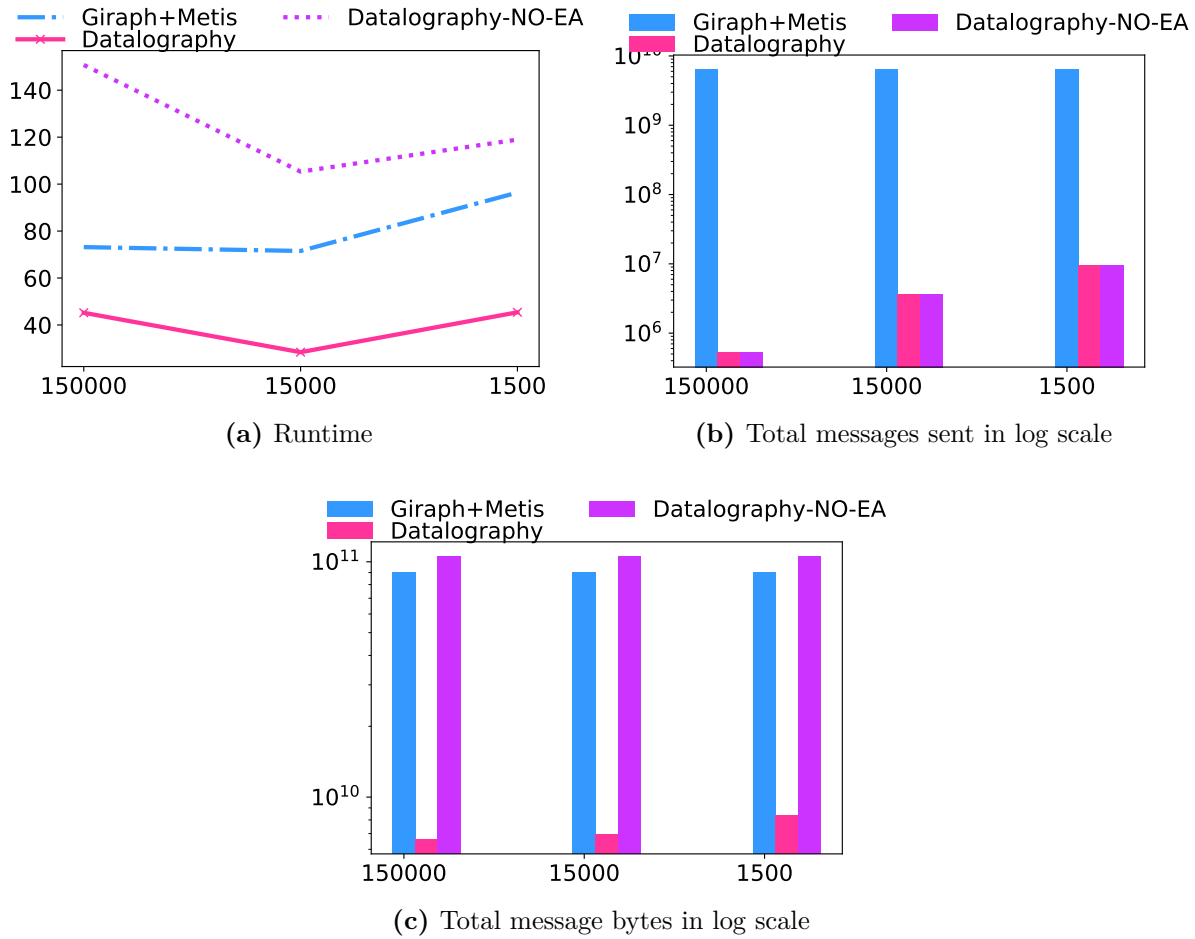 Giraph+Metis
Datalography
Datalography-NO-EA
140
120
100
80
60
40
150000 15000 1500
(a) Runtime
Giraph+Metis
Datalography
Datalography-NO-EA
10^10
10^9
10^8
10^7
10^6
150000 15000 1500
(b) Total messages sent in log scale
Giraph+Metis
Datalography
Datalography-NO-EA
10^11
10^10
150000 15000 1500
(c) Total message bytes in log scale